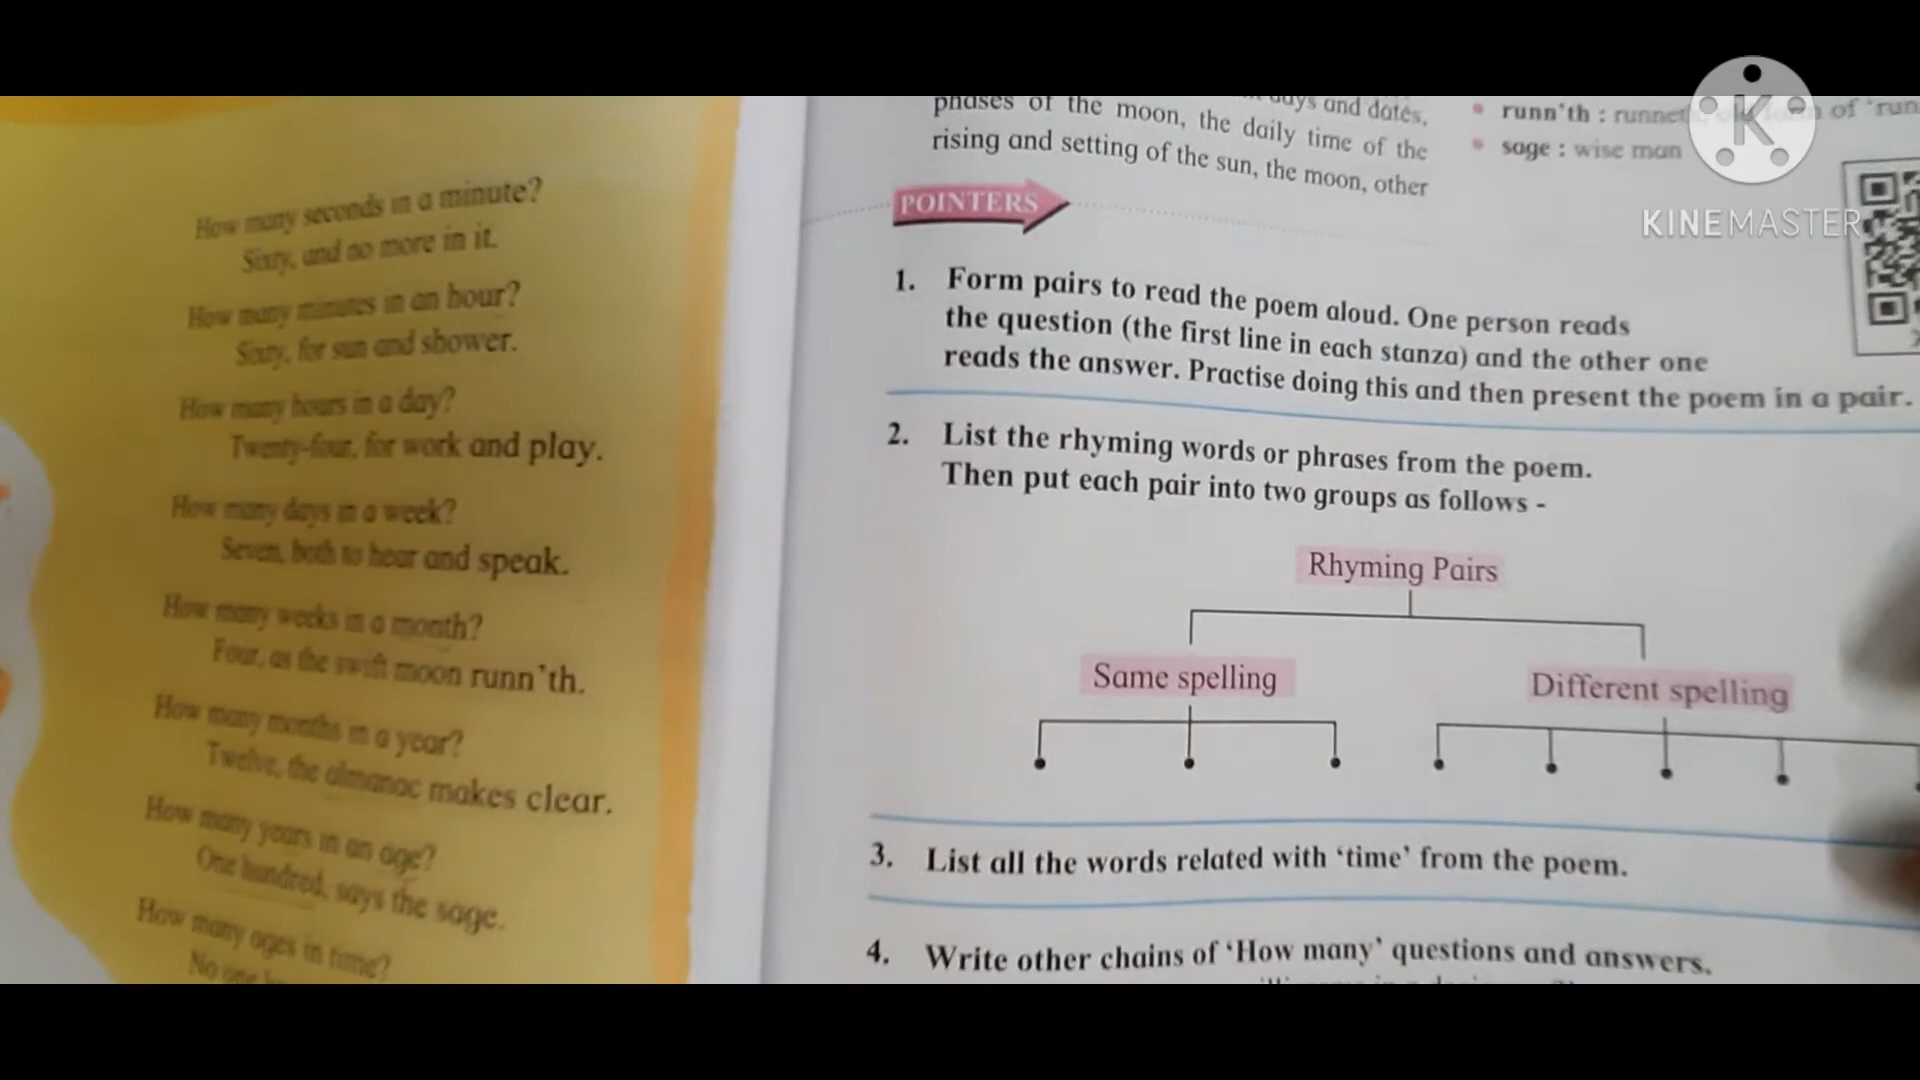 How many seconds in a minute?
Sixty, and no more in it.
How many minutes in an hour?
Sixty, for sun and shower.
How many hours in a day?
Twenty-four, for work and play.
How many days in a week?
Seven, both to hear and speak.
How many weeks in a month?
Four, as the swift moon runn'th.
How many months in a year?
Twelve, the almanac makes clear.
How many years in an age?
One hundred, says the sage.
How many ages in time?
No one
days and dates,
phases of the moon, the daily time of the
rising and setting of the sun, the moon, other
• runn'th : runneth, of 'run
• sage : wise man
K
KINEMASTER
POINTERS
1. Form pairs to read the poem aloud. One person reads
the question (the first line in each stanza) and the other one
reads the answer. Practise doing this and then present the poem in a pair.
2. List the rhyming words or phrases from the poem.
Then put each pair into two groups as follows -
Rhyming Pairs
Same spelling
Different spelling
3. List all the words related with 'time' from the poem.
4. Write other chains of 'How many' questions and answers.